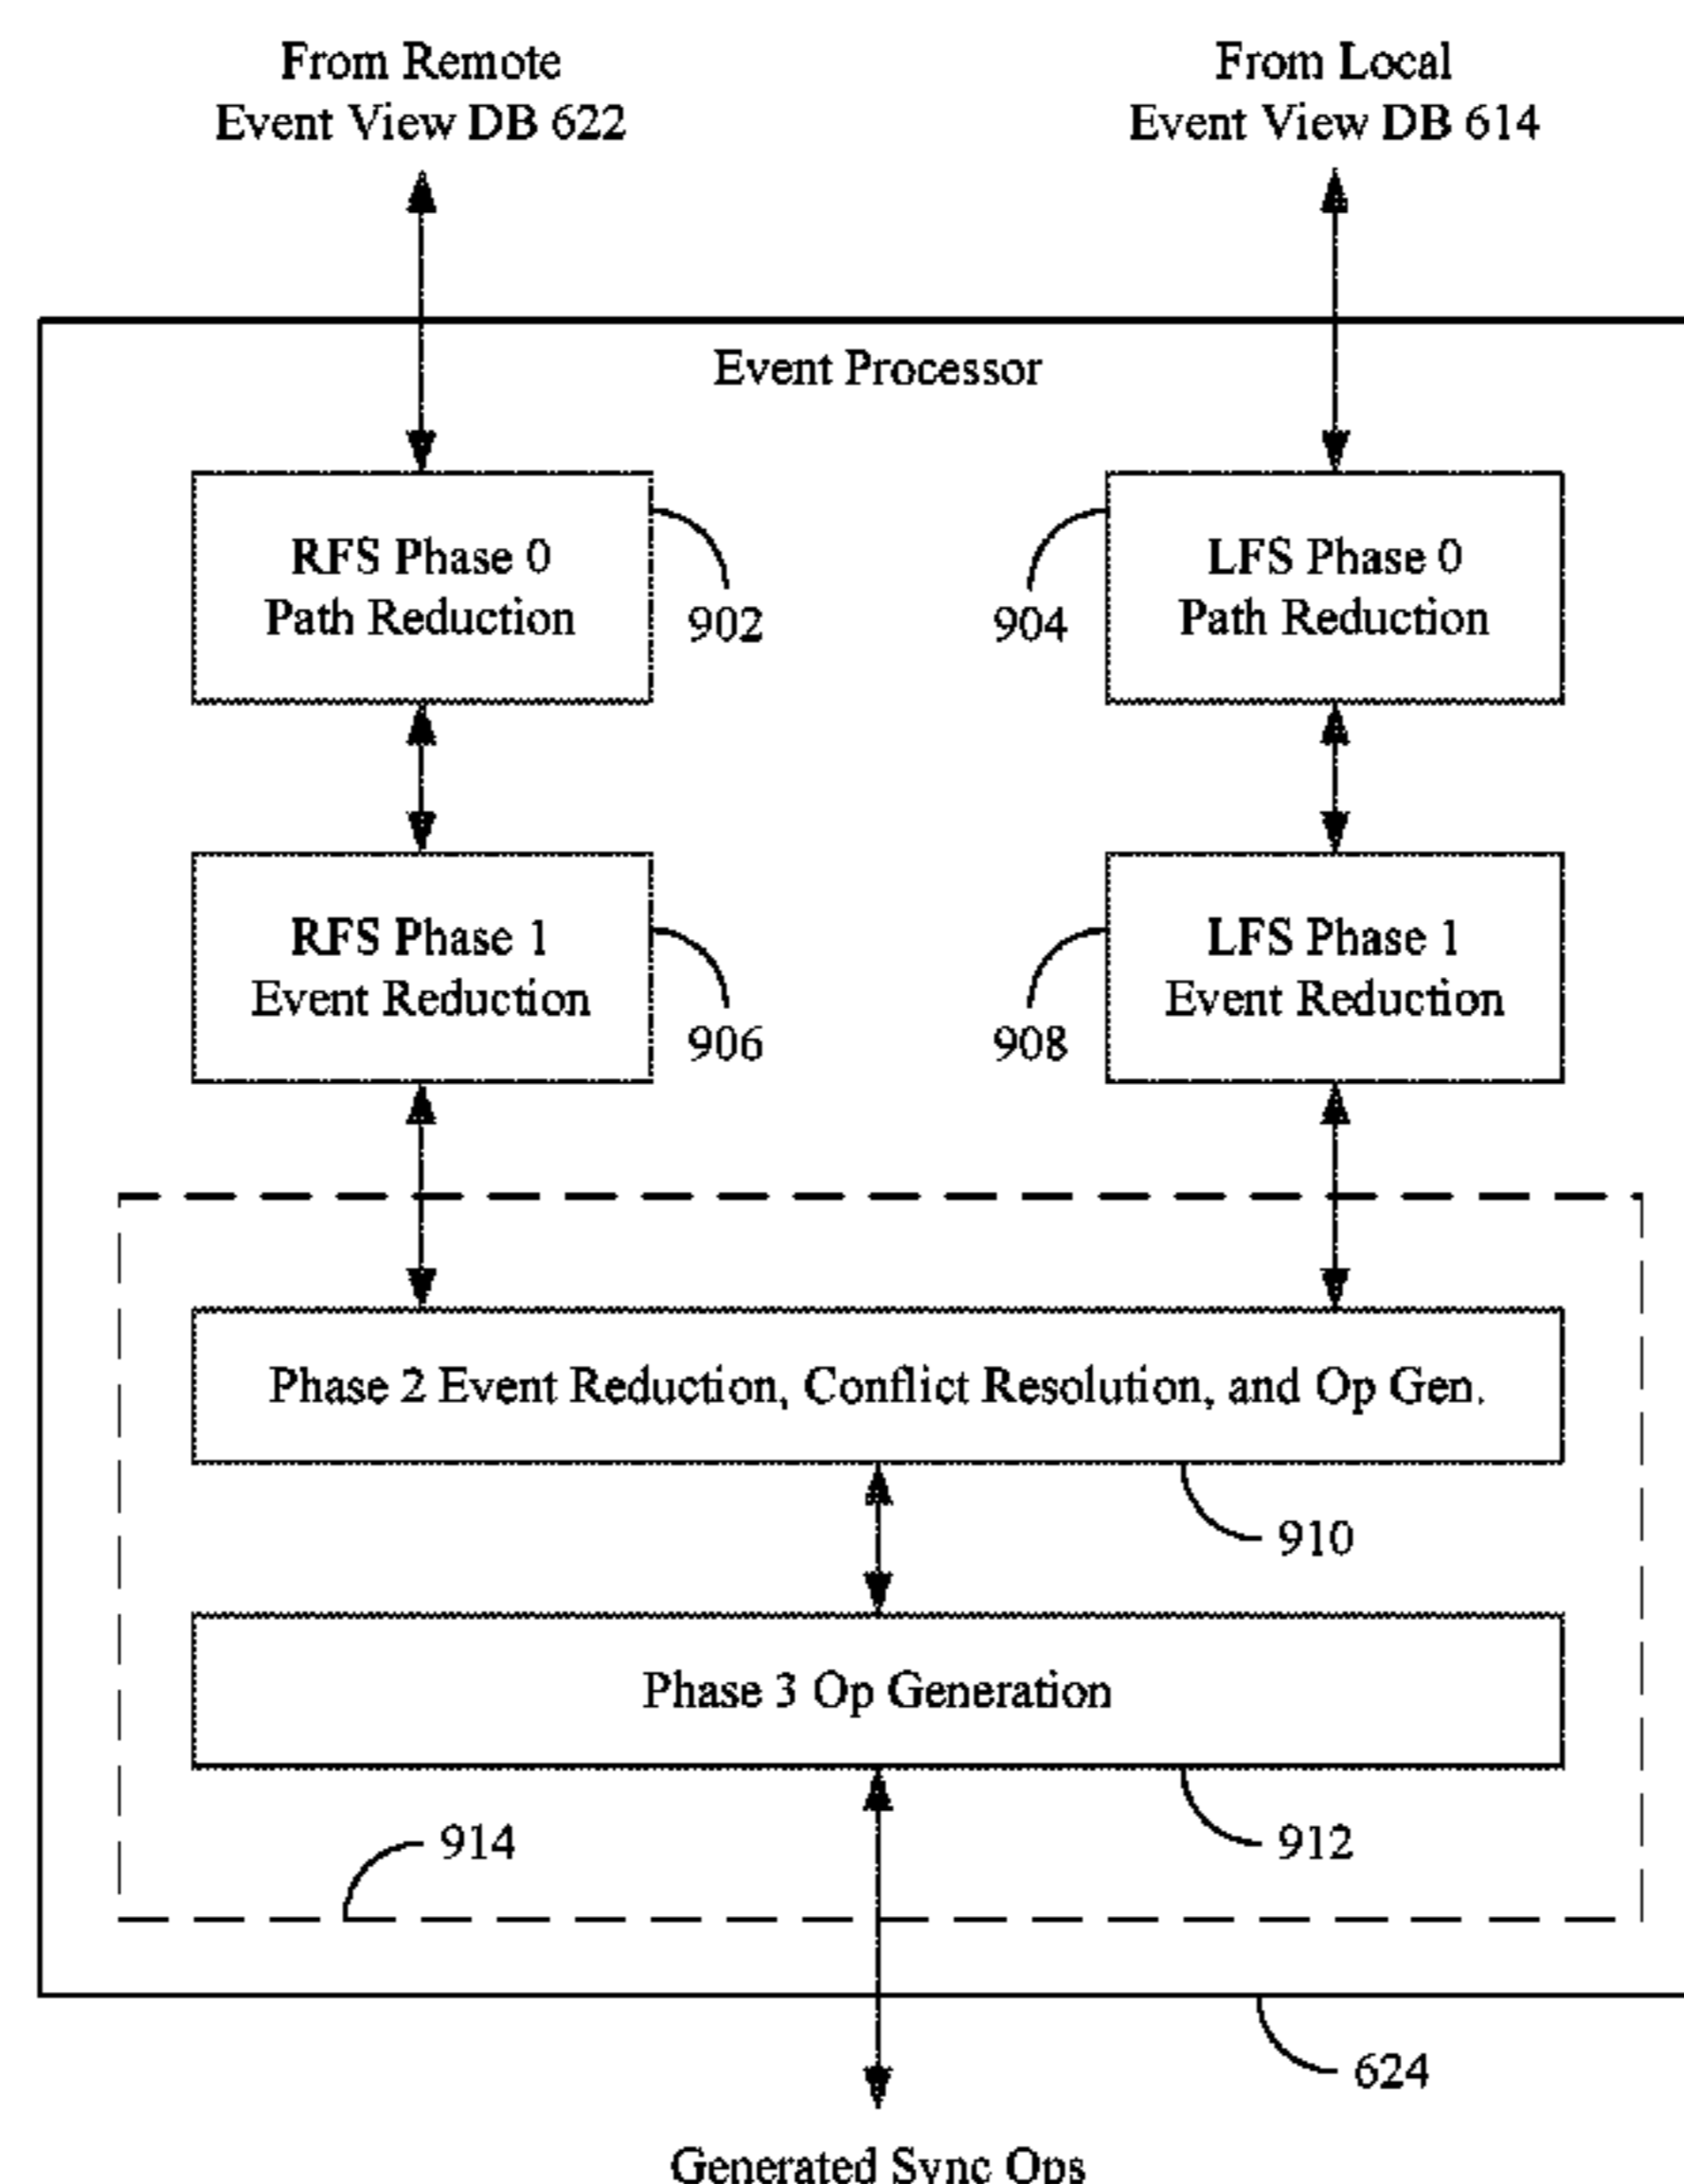 From Remote
Event View DB 622
From Local
Event View DB 614
Event Processor
RFS Phase 0
Path Reduction
902
904
LFS Phase 0
Path Reduction
RFS Phase 1
Event Reduction
906
908
LFS Phase 1
Event Reduction
Phase 2 Event Reduction, Conflict Resolution, and Op Gen.
910
Phase 3 Op Generation
914
912
624
Generated Sync Ops